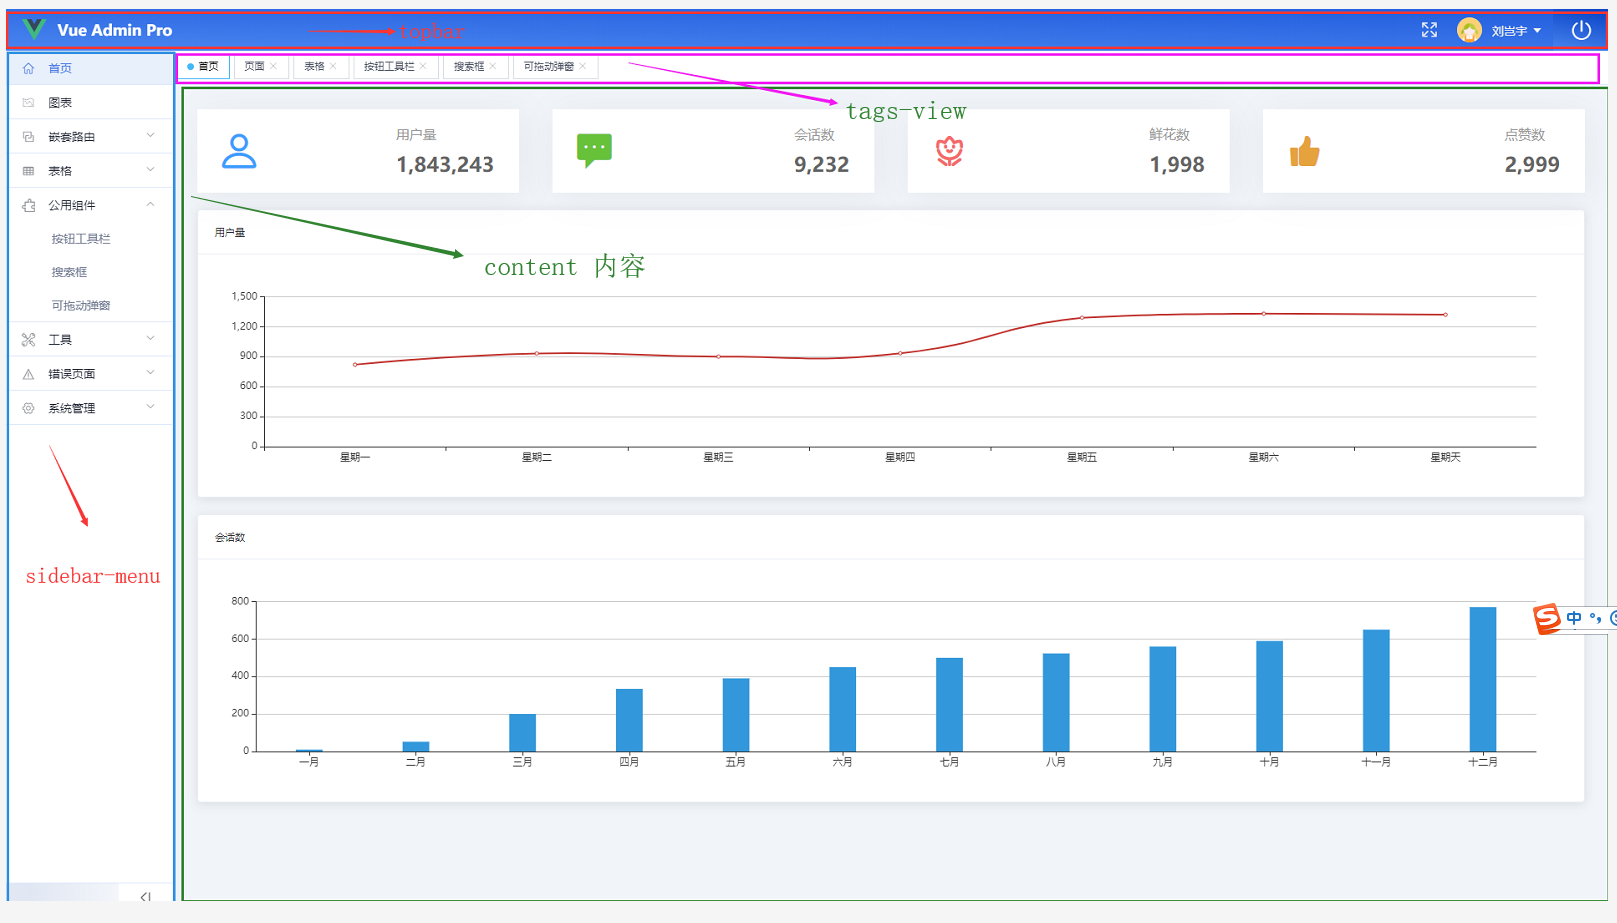 Vue Admin Pro
topbar
刘岂宇
首页
图表
嵌套路由
表格
公用组件
按钮工具栏
搜索框
可拖动弹窗
工具
错误页面
系统管理
sidebar-menu
首页 页面 表格 按钮工具栏 搜索框 可拖动弹窗
tags-view
用户量
1,843,243
会话数
9,232
鲜花数
1,998
点赞数
2,999
用户量
content 内容
1,500
1,200
900
600
300
0
星期一 星期二 星期三 星期四 星期五 星期六 星期天
会话数
800
600
400
200
0
一月 二月 三月 四月 五月 六月 七月 八月 九月 十月 十一月 十二月
中